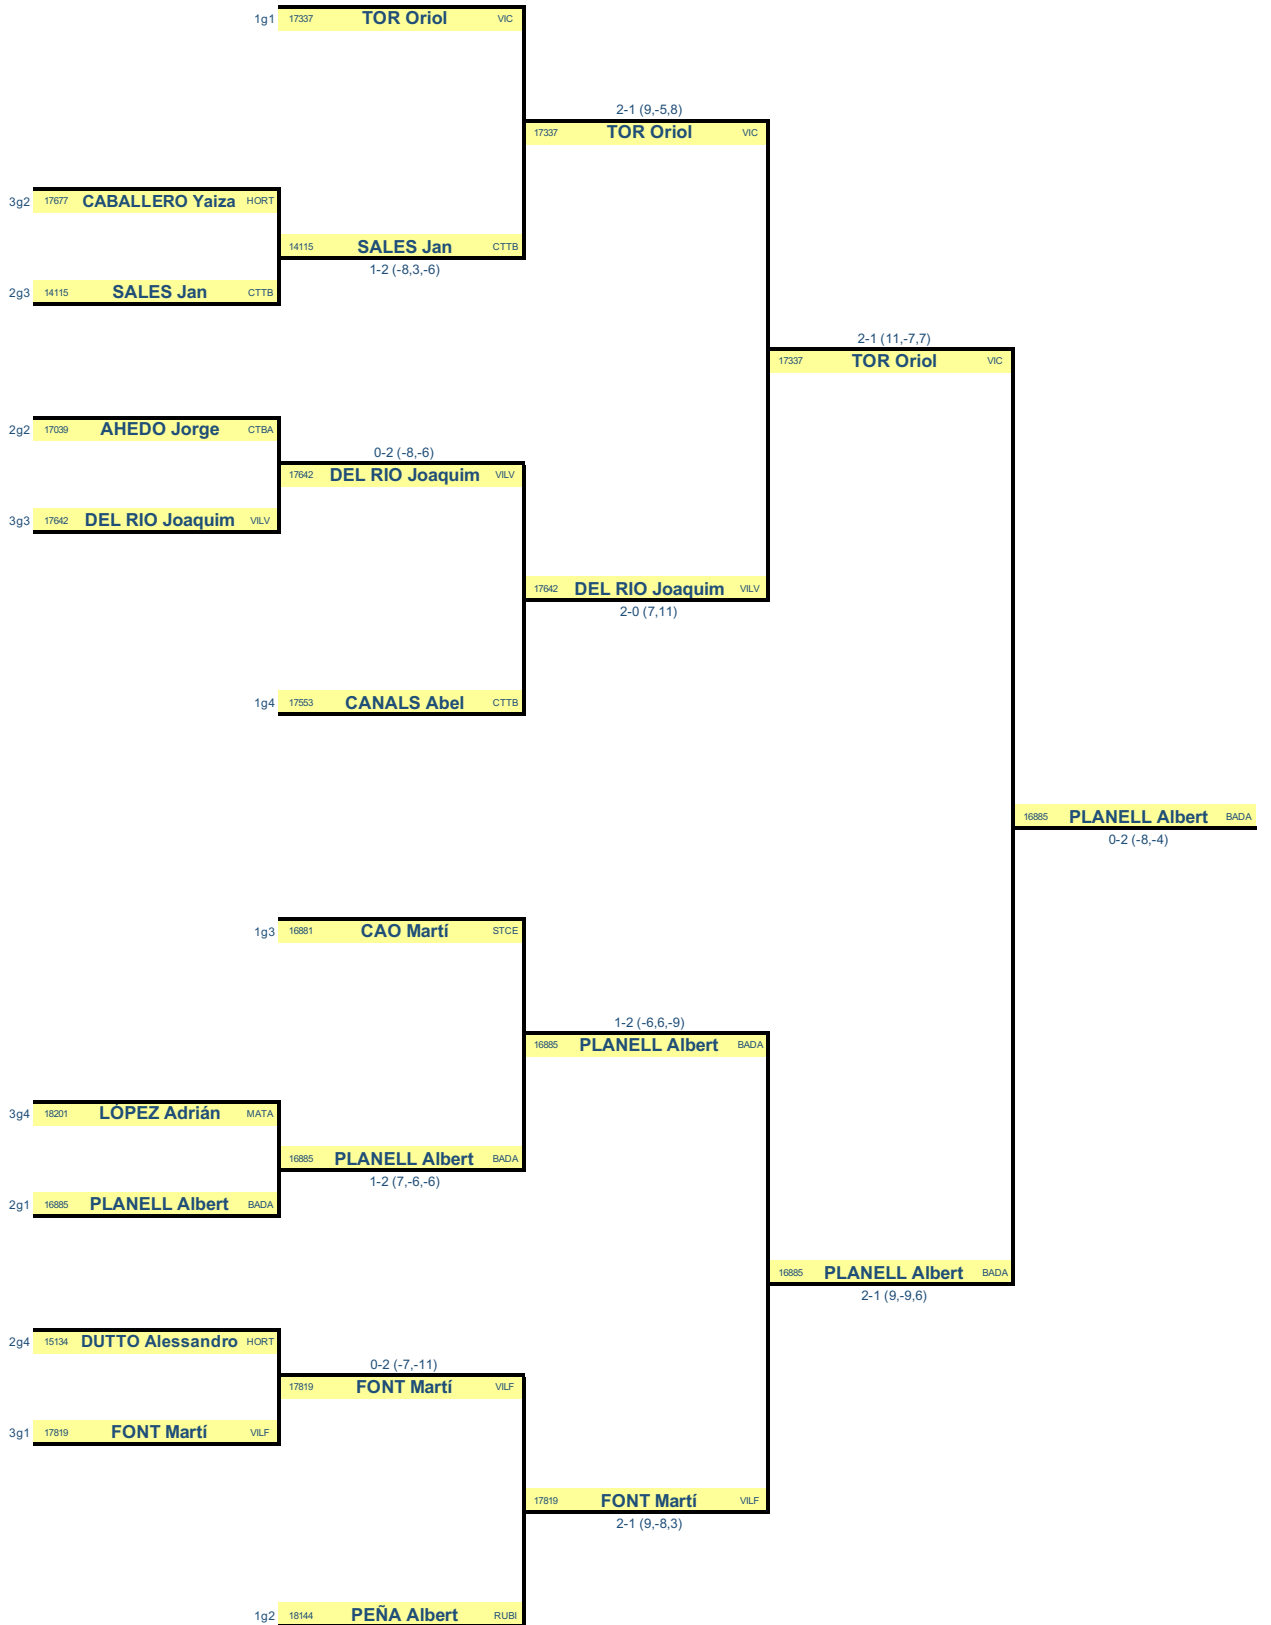 1g1 17337 TOR Oriol VIC
2-1 (9,-5,8)
17337 TOR Oriol VIC
3g2 17677 CABALLERO Yaiza HORT
14115 SALES Jan CTTB
1-2 (-8,3,-6)
2g3 14115 SALES Jan CTTB
2-1 (11,-7,7)
17337 TOR Oriol VIC
2g2 17039 AHEDO Jorge CTBA
0-2 (-8,-6)
17642 DEL RIO Joaquim VILV
3g3 17642 DEL RIO Joaquim VILV
17642 DEL RIO Joaquim VILV
2-0 (7,11)
1g4 17553 CANALS Abel CTTB
16885 PLANELL Albert BADA
0-2 (-8,-4)
1g3 16881 CAO Martí STCE
1-2 (-6,6,-9)
16885 PLANELL Albert BADA
3g4 18201 LÓPEZ Adrián MATA
16885 PLANELL Albert BADA
1-2 (7,-6,-6)
2g1 16885 PLANELL Albert BADA
16885 PLANELL Albert BADA
2-1 (9,-9,6)
2g4 15134 DUTTO Alessandro HORT
0-2 (-7,-11)
17819 FONT Martí VILF
3g1 17819 FONT Martí VILF
17819 FONT Martí VILF
2-1 (9,-8,3)
1g2 18144 PEÑA Albert RUBI